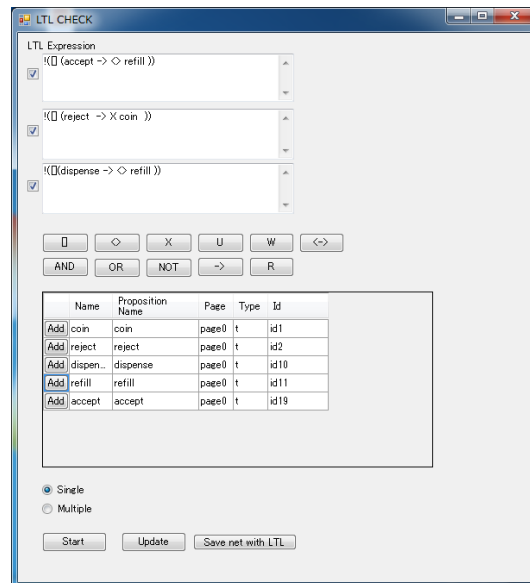 LTL CHECK
LTL Expression
!([] (accept -> <> refill ))
!([] (reject -> X coin ))
!([](dispense -> <> refill ))
[] <> X U W <->
AND OR NOT -> R
Name Proposition Name Page Type Id
Add coin coin page0 t id1
Add reject reject page0 t id2
Add dispen... dispense page0 t id10
Add refill refill page0 t id11
Add accept accept page0 t id19
Single
Multiple
Start Update Save net with LTL